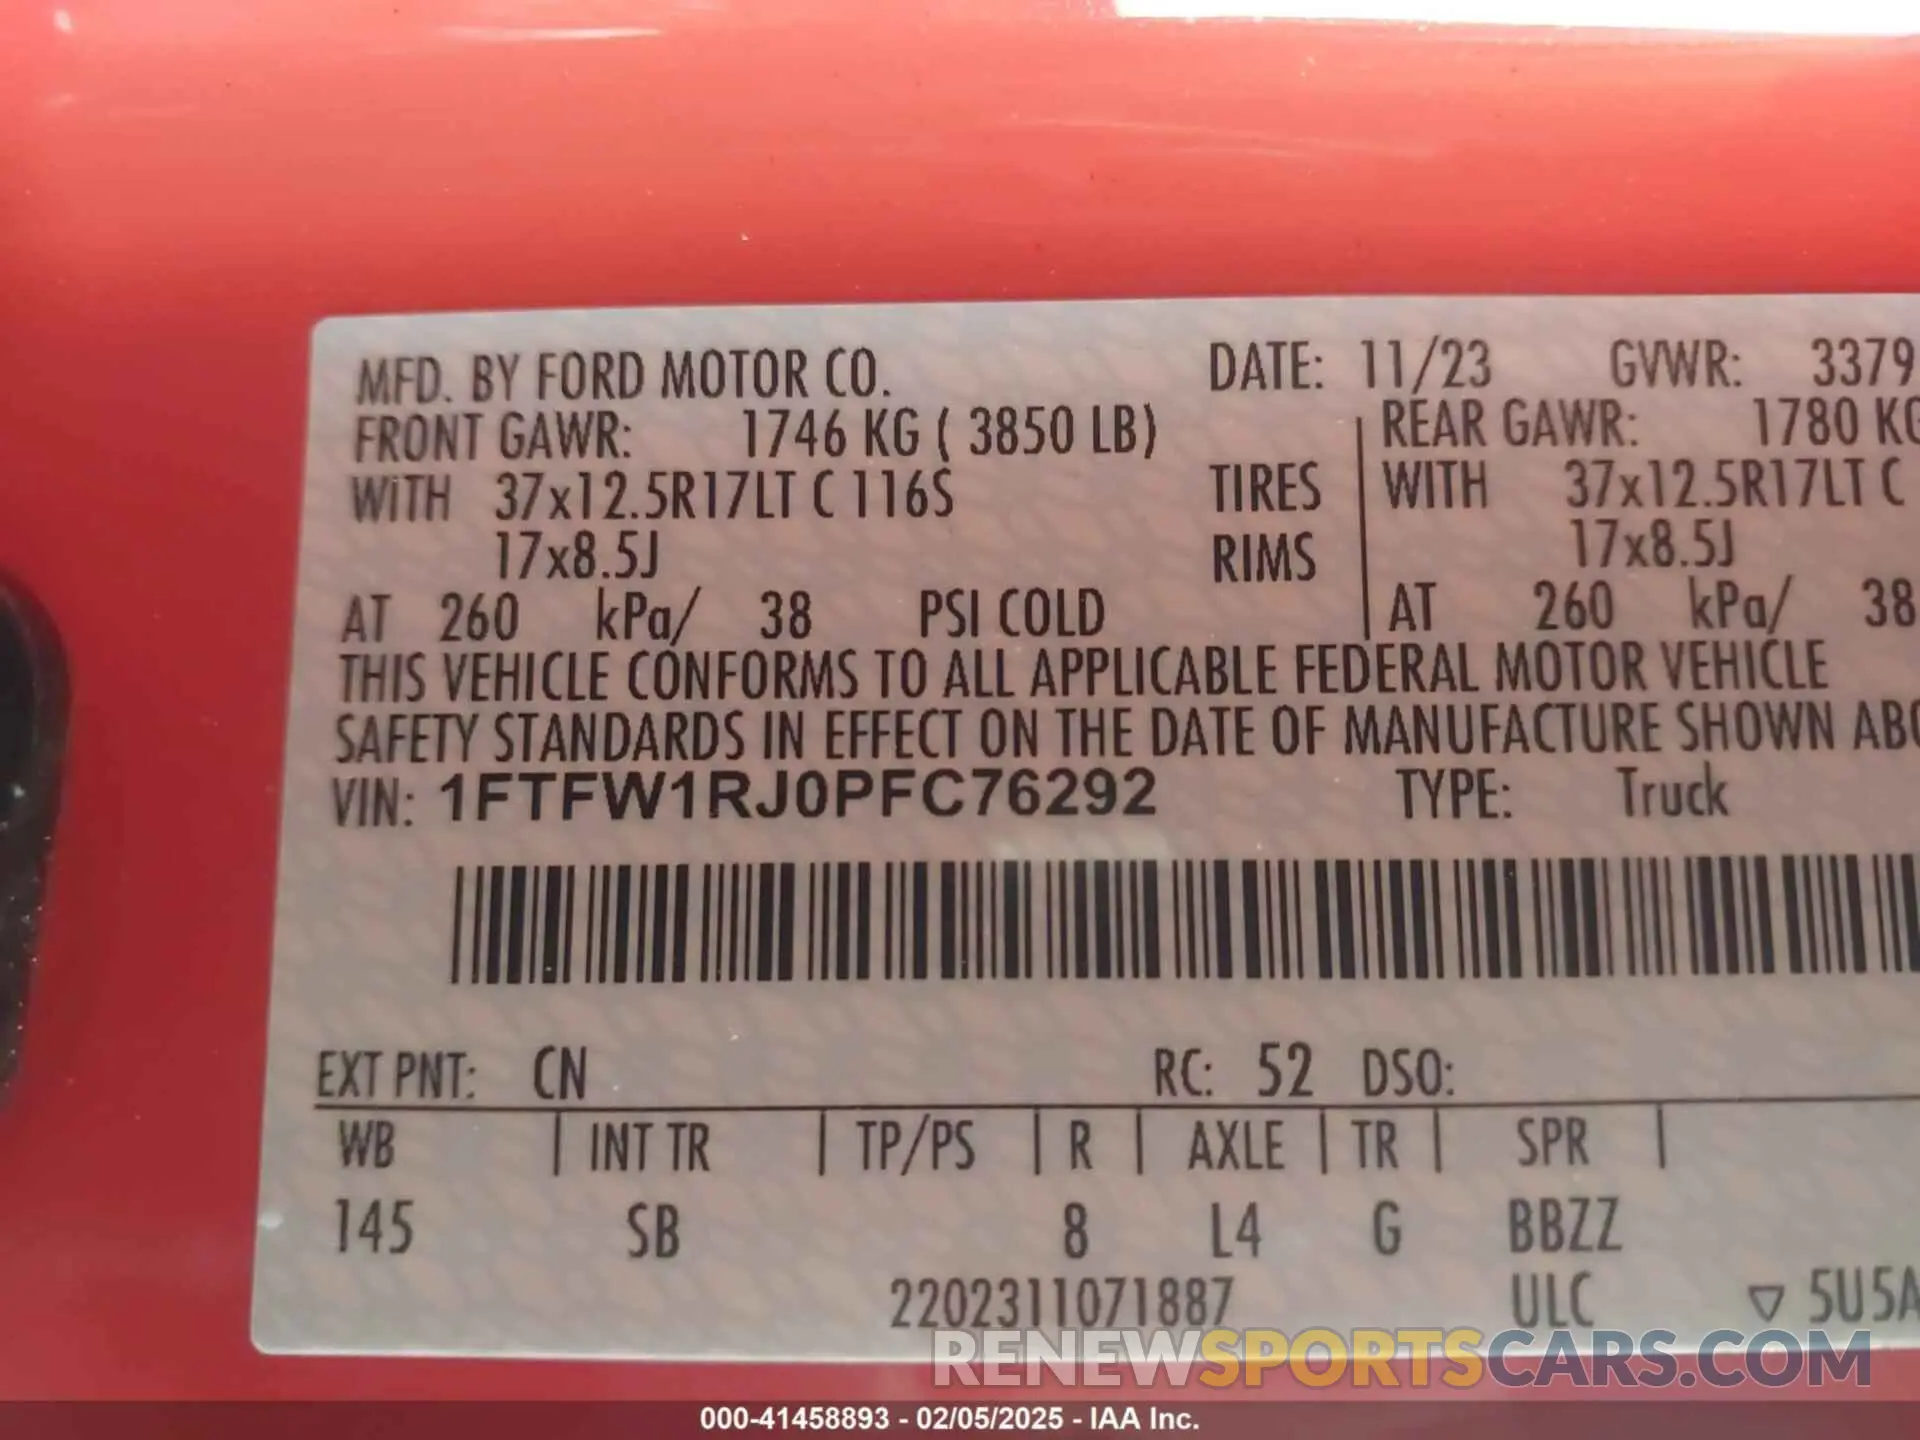 MFD. BY FORD MOTOR CO. DATE: 11/23 GVWR: 3379
FRONT GAWR: 1746 KG ( 3850 LB) REAR GAWR: 1780 KG
WITH 37x12.5R17LT C 116S TIRES WITH 37x12.5R17LT C
17x8.5J RIMS 17x8.5J
AT 260 kPa/ 38 PSI COLD AT 260 kPa/ 38
THIS VEHICLE CONFORMS TO ALL APPLICABLE FEDERAL MOTOR VEHICLE
SAFETY STANDARDS IN EFFECT ON THE DATE OF MANUFACTURE SHOWN ABO
VIN: 1FTFW1RJ0PFC76292 TYPE: Truck
EXT PNT: CN RC: 52 DSO:
WB | INT TR | TP/PS | R | AXLE | TR | SPR |
145 SB 8 L4 G BBZZ
2202311071887 ULC ▽ 5U5A
RENEWSPORTSCARS.COM
000-41458893 - 02/05/2025 - IAA Inc.